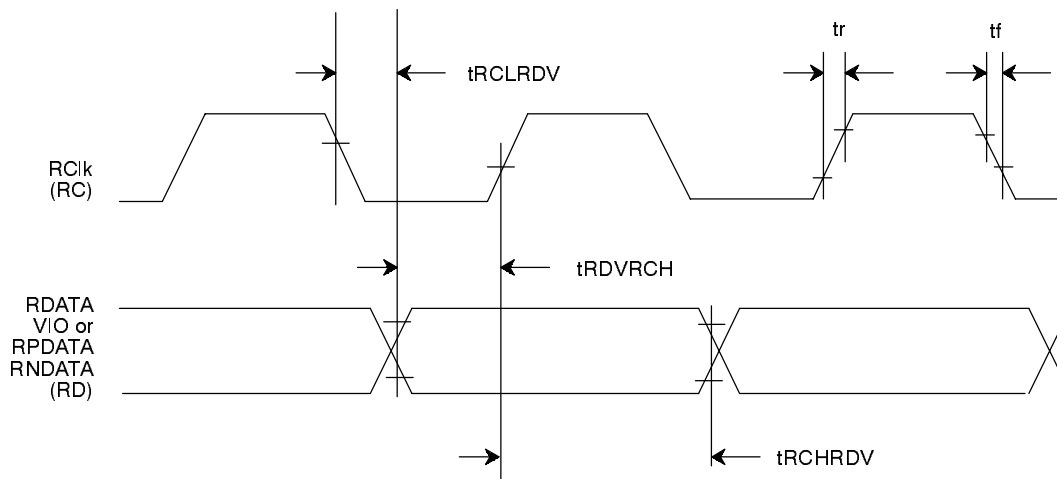 tr
tf
tRCLRDV
RClk
(RC)
tRDVRCH
RDATA
VIO or
RPDATA
RNDATA
(RD)
tRCHRDV